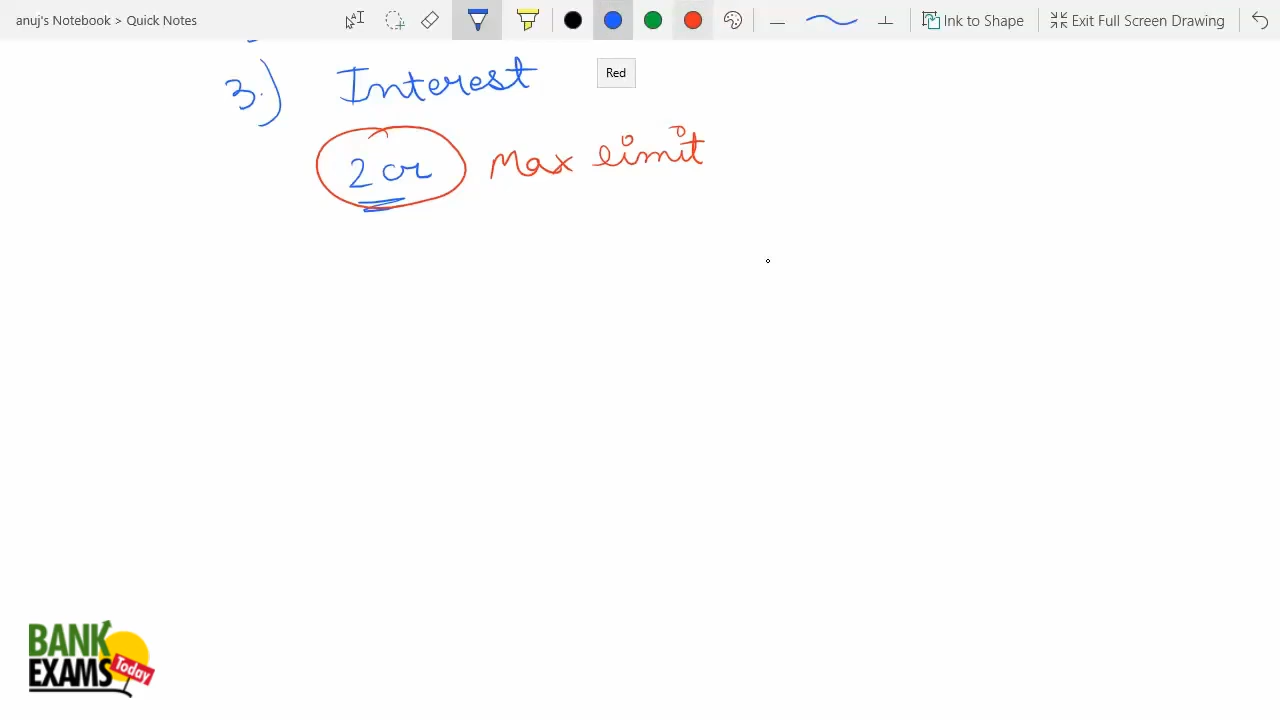 anuj's Notebook > Quick Notes Ink to Shape Exit Full Screen Drawing
Red
3.) Interest
2 cr Max limit
BANK
EXAMS
Today